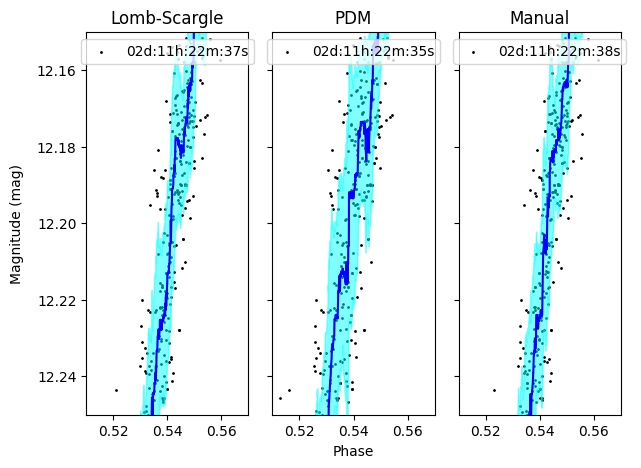 Lomb-Scargle
PDM
Manual
02d:11h:22m:37s
02d:11h:22m:35s
02d:11h:22m:38s
12.16
12.18
12.20
12.22
12.24
Magnitude (mag)
0.52 0.54 0.56
0.52 0.54 0.56
0.52 0.54 0.56
Phase